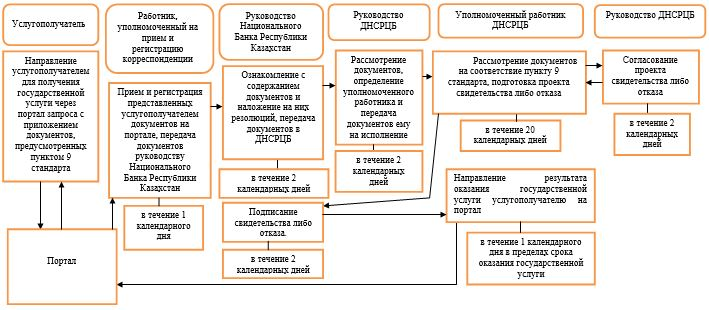 Услугополучатель
Работник,
уполномоченный на
прием и
регистрацию
корреспонденции
Руководство
Национального
Банка Республики
Казахстан
Руководство
ДНСРЦБ
Уполномоченный работник
ДНСРЦБ
Руководство ДНСРЦБ
Направление
услугополучателем
для получения
государственной
услуги через
портал запроса с
приложением
документов,
предусмотренных
пунктом 9
стандарта
Прием и регистрация
представленных
услугополучателем
документов на
портале, передача
документов
руководству
Национального
Банка Республики
Казахстан
в течение 1
календарного
дня
Ознакомление с
содержанием
документов и
наложение на них
резолюций, передача
документов в
ДНСРЦБ
в течение 2
календарных дней
Рассмотрение
документов,
определение
уполномоченного
работника и
передача
документов ему
на исполнение
в течение 2
календарных
дней
Рассмотрение документов
на соответствие пункту 9
стандарта, подготовка проекта
свидетельства либо отказа
в течение 20
календарных дней
Согласование
проекта
свидетельства либо
отказа
в течение 2
календарных
дней
Подписание
свидетельства либо
отказа.
в течение 2
календарных дней
Направление результата
оказания государственной
услуги услугополучателю на
портал
в течение 1 календарного
дня в пределах срока
оказания государственной
услуги
Портал